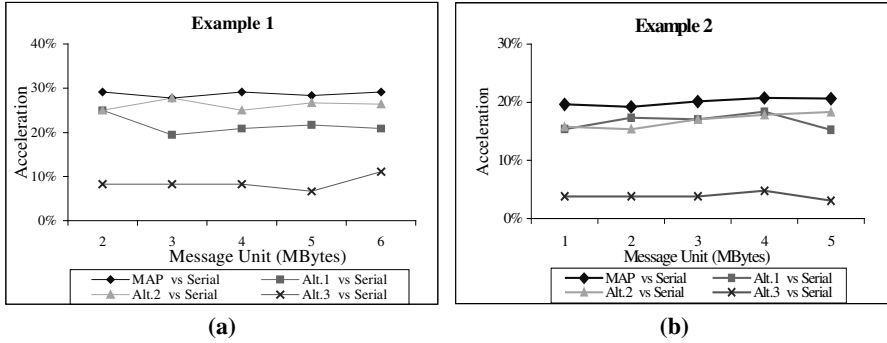 Example 1
40%
30%
20%
10%
0%
Acceleration
2 3 4 5 6
Message Unit (MBytes)
MAP vs Serial Alt.1 vs Serial
Alt.2 vs Serial Alt.3 vs Serial
(a)
Example 2
30%
20%
10%
0%
Acceleration
1 2 3 4 5
Message Unit (MBytes)
MAP vs Serial Alt.1 vs Serial
Alt.2 vs Serial Alt.3 vs Serial
(b)